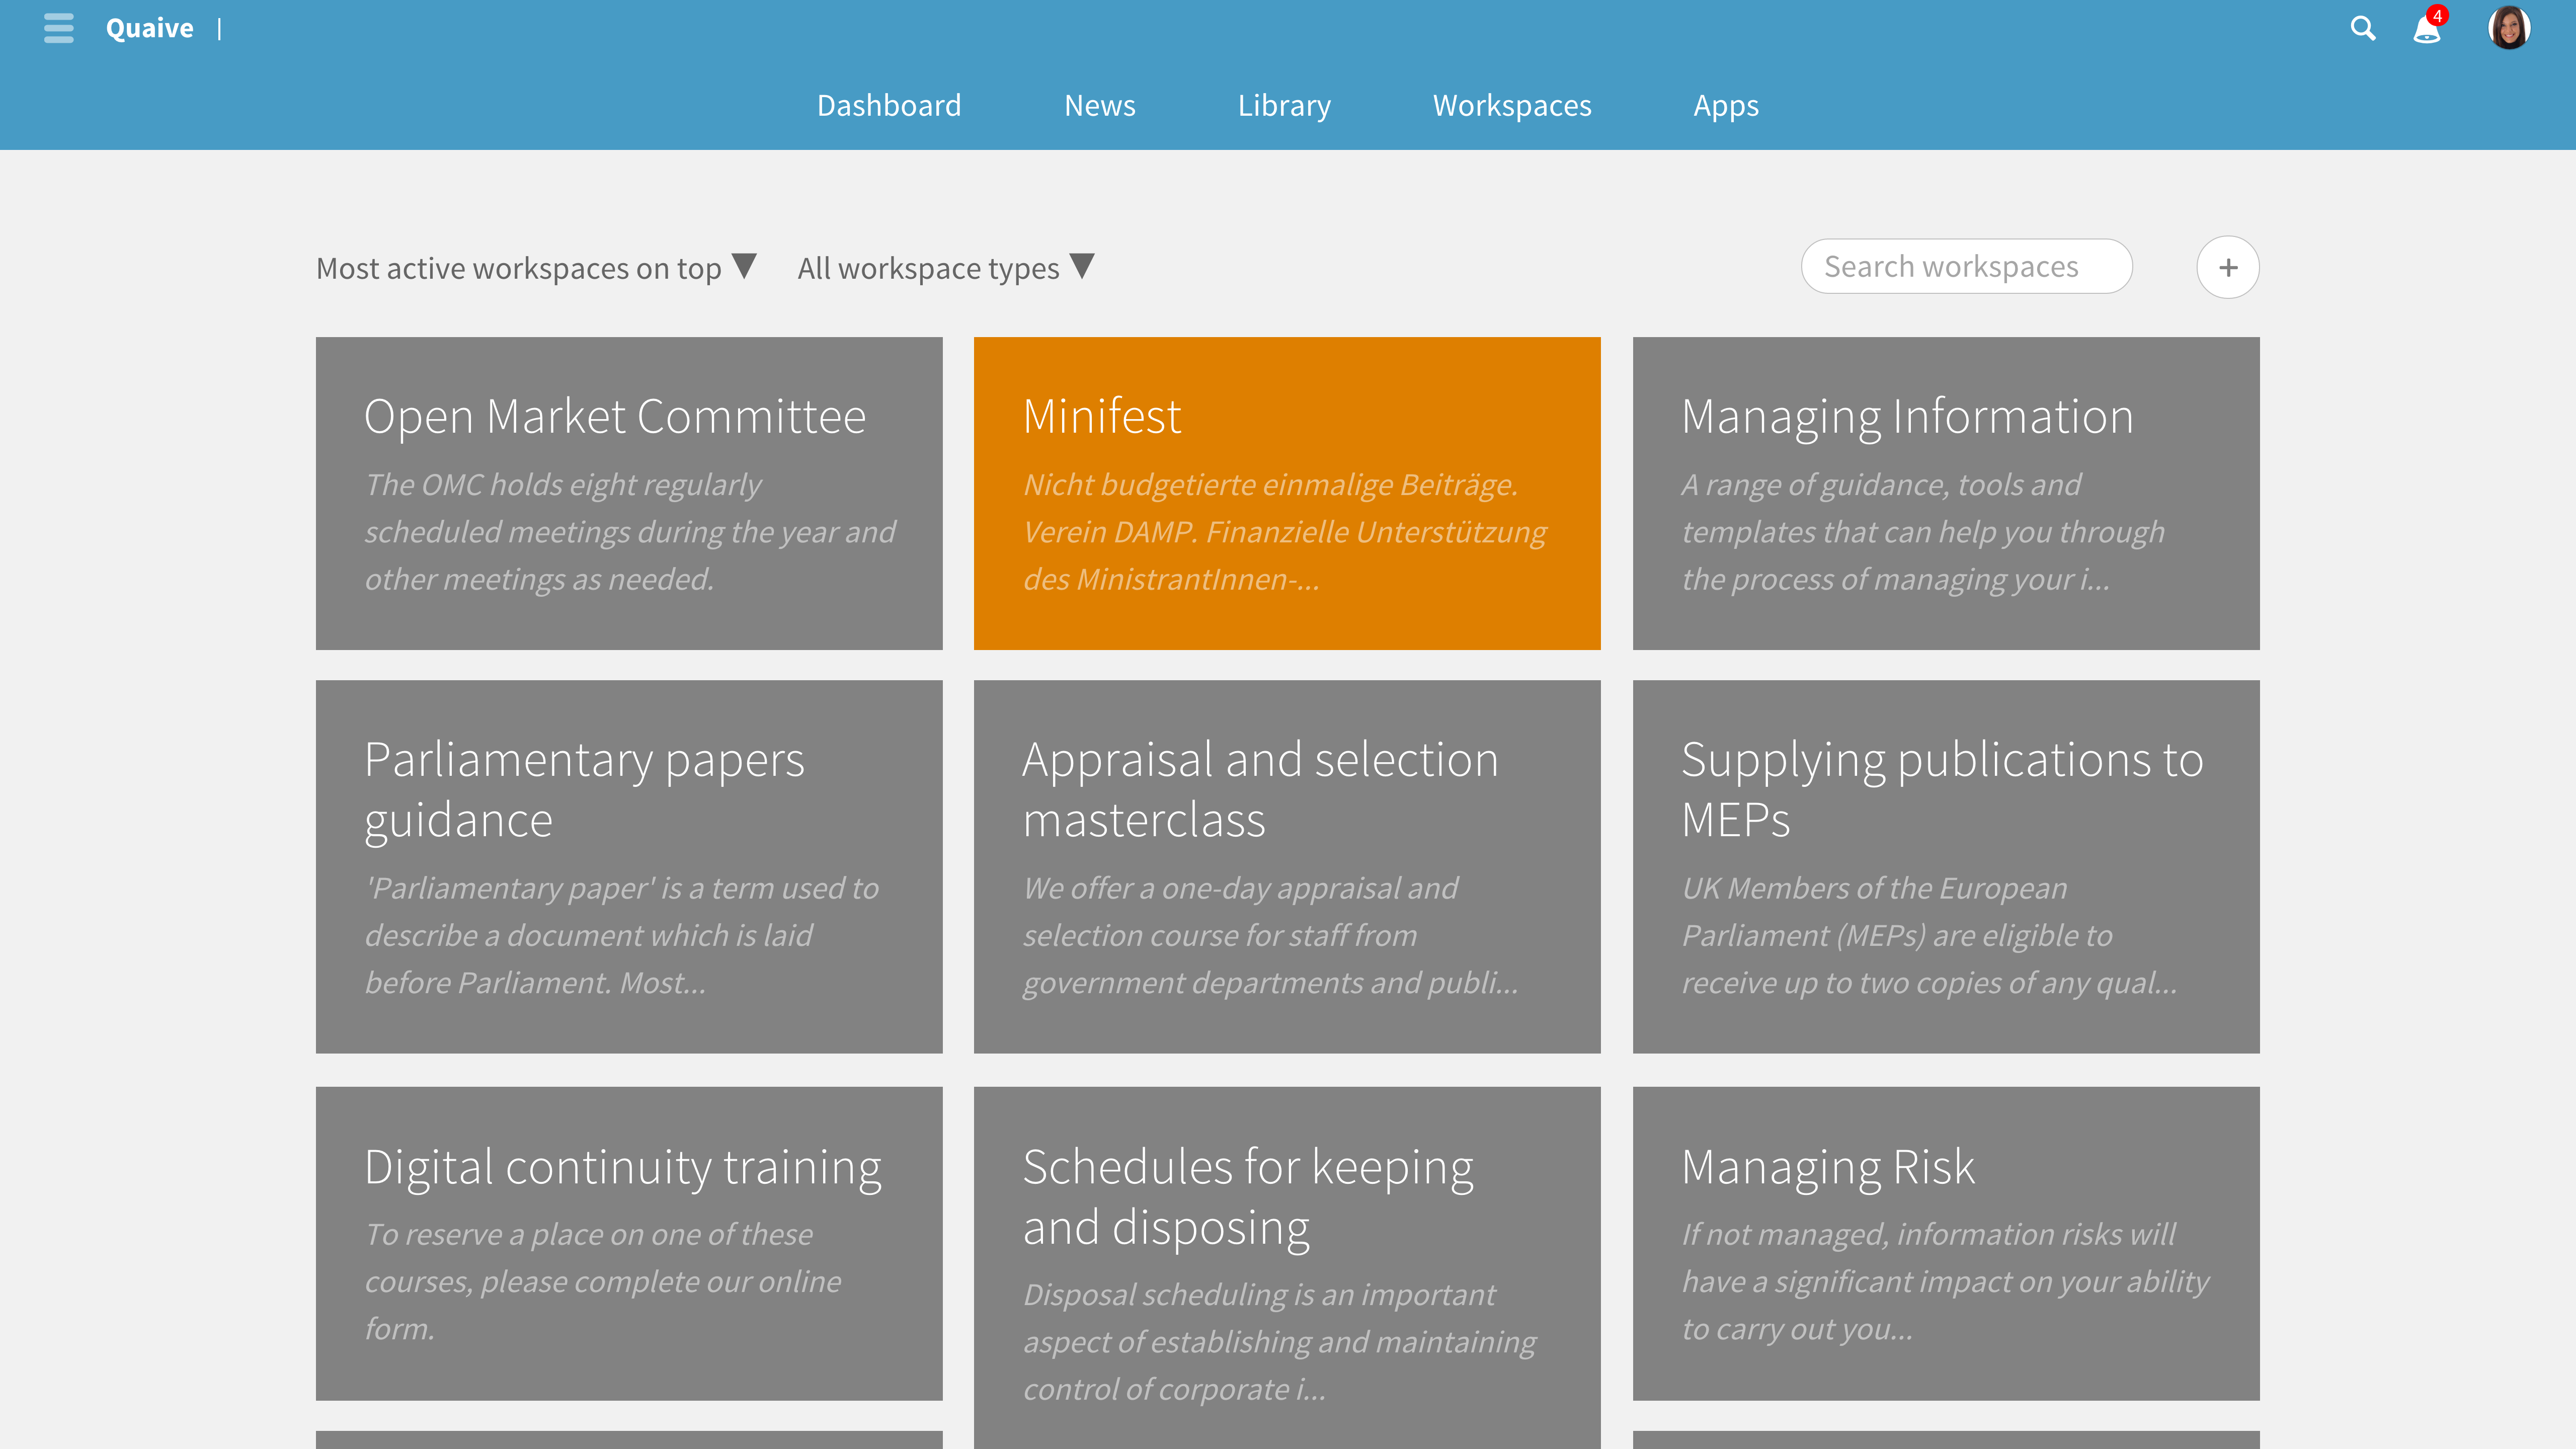 Quaive |
4
Dashboard News Library Workspaces Apps
Most active workspaces on top ▼ All workspace types ▼
Search workspaces
+
Open Market Committee
The OMC holds eight regularly
scheduled meetings during the year and
other meetings as needed.
Minifest
Nicht budgetierte einmalige Beiträge.
Verein DAMP. Finanzielle Unterstützung
des MinistrantInnen-...
Managing Information
A range of guidance, tools and
templates that can help you through
the process of managing your i...
Parliamentary papers
guidance
'Parliamentary paper' is a term used to
describe a document which is laid
before Parliament. Most...
Appraisal and selection
masterclass
We offer a one-day appraisal and
selection course for staff from
government departments and publi...
Supplying publications to
MEPs
UK Members of the European
Parliament (MEPs) are eligible to
receive up to two copies of any qual...
Digital continuity training
To reserve a place on one of these
courses, please complete our online
form.
Schedules for keeping
and disposing
Disposal scheduling is an important
aspect of establishing and maintaining
control of corporate i...
Managing Risk
If not managed, information risks will
have a significant impact on your ability
to carry out you...